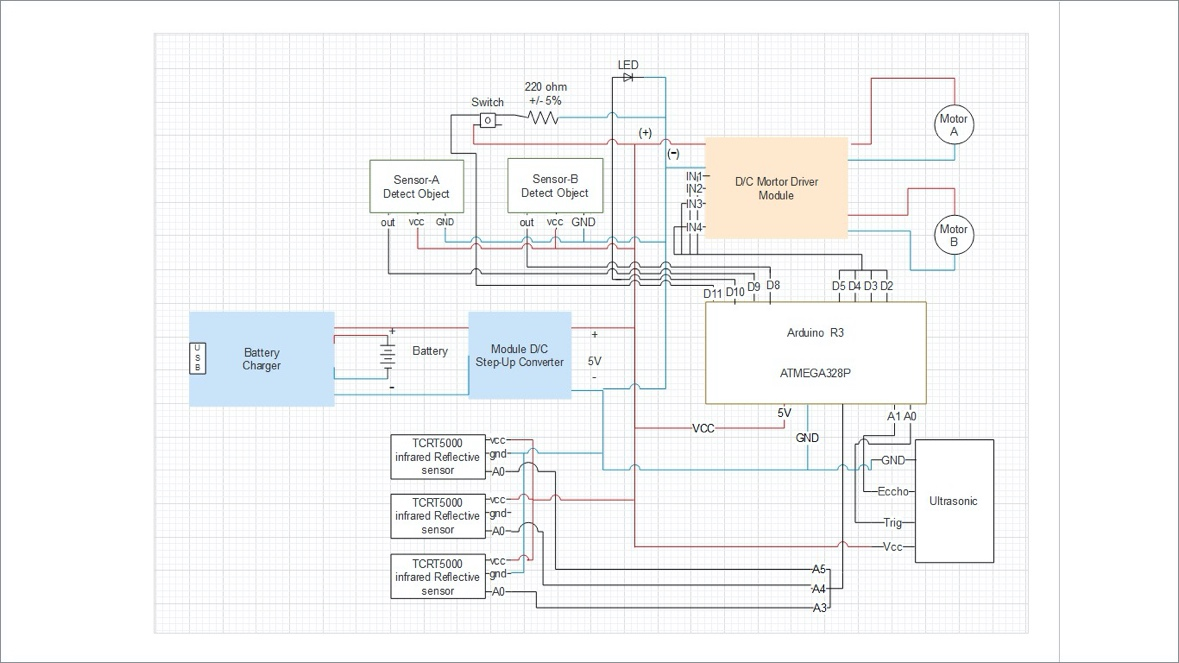 LED
220 ohm
+/- 5%
Switch
O
(+)
(-)
Motor
A
Sensor-A
Detect Object
Sensor-B
Detect Object
IN1
IN2
IN3
IN4
D/C Mortor Driver
Module
out
vcc
GND
out
vcc
GND
Motor
B
D11
D10
D9
D8
D5
D4
D3
D2
U
S
B
Battery
Charger
+
Battery
-
Module D/C
Step-Up Converter
+
5V
-
Arduino R3
ATMEGA328P
5V
A1
A0
VCC
GND
TCRT5000
infrared Reflective
sensor
vcc
gnd
A0
GND
Eccho
Trig
Vcc
Ultrasonic
TCRT5000
infrared Reflective
sensor
vcc
gnd
A0
TCRT5000
infrared Reflective
sensor
vcc
gnd
A0
A5
A4
A3